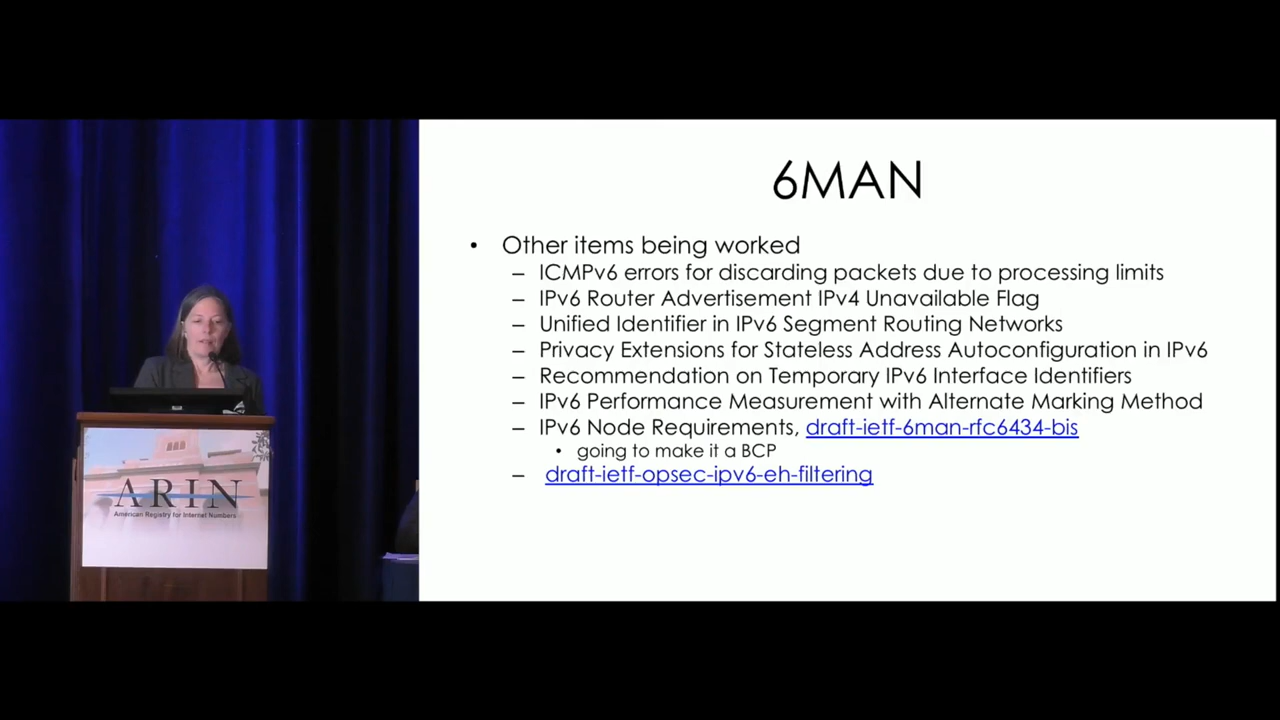 6MAN
• Other items being worked
– ICMPv6 errors for discarding packets due to processing limits
– IPv6 Router Advertisement IPv4 Unavailable Flag
– Unified Identifier in IPv6 Segment Routing Networks
– Privacy Extensions for Stateless Address Autoconfiguration in IPv6
– Recommendation on Temporary IPv6 Interface Identifiers
– IPv6 Performance Measurement with Alternate Marking Method
– IPv6 Node Requirements, draft-ietf-6man-rfc6434-bis
• going to make it a BCP
– draft-ietf-opsec-ipv6-eh-filtering
ARIN
American Registry for Internet Numbers